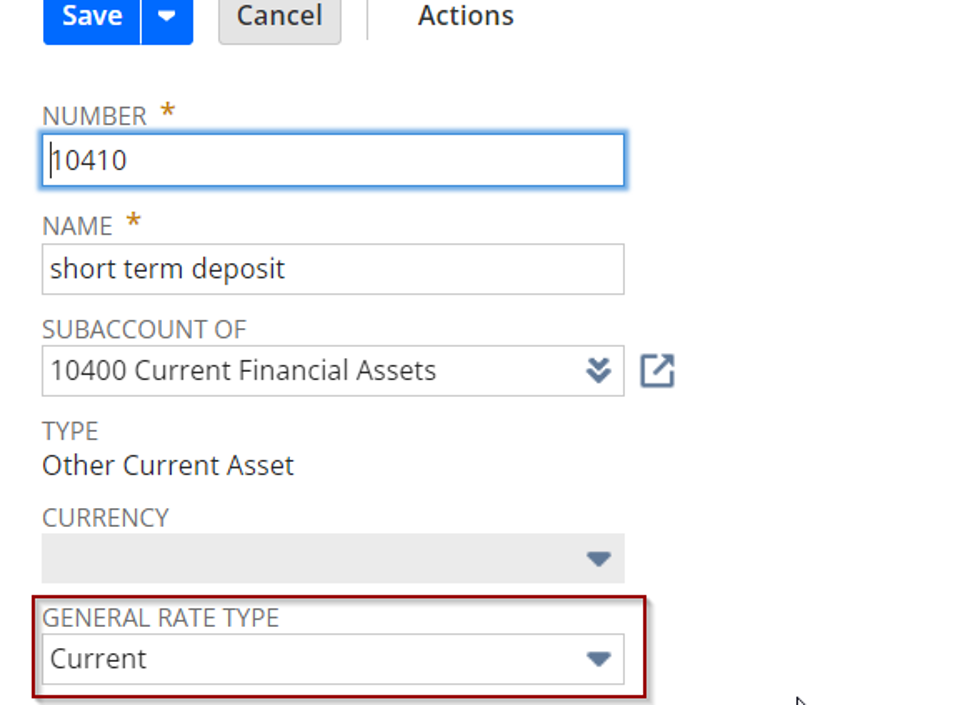 Save Cancel Actions
NUMBER *
10410
NAME *
short term deposit
SUBACCOUNT OF
10400 Current Financial Assets
TYPE
Other Current Asset
CURRENCY
GENERAL RATE TYPE
Current